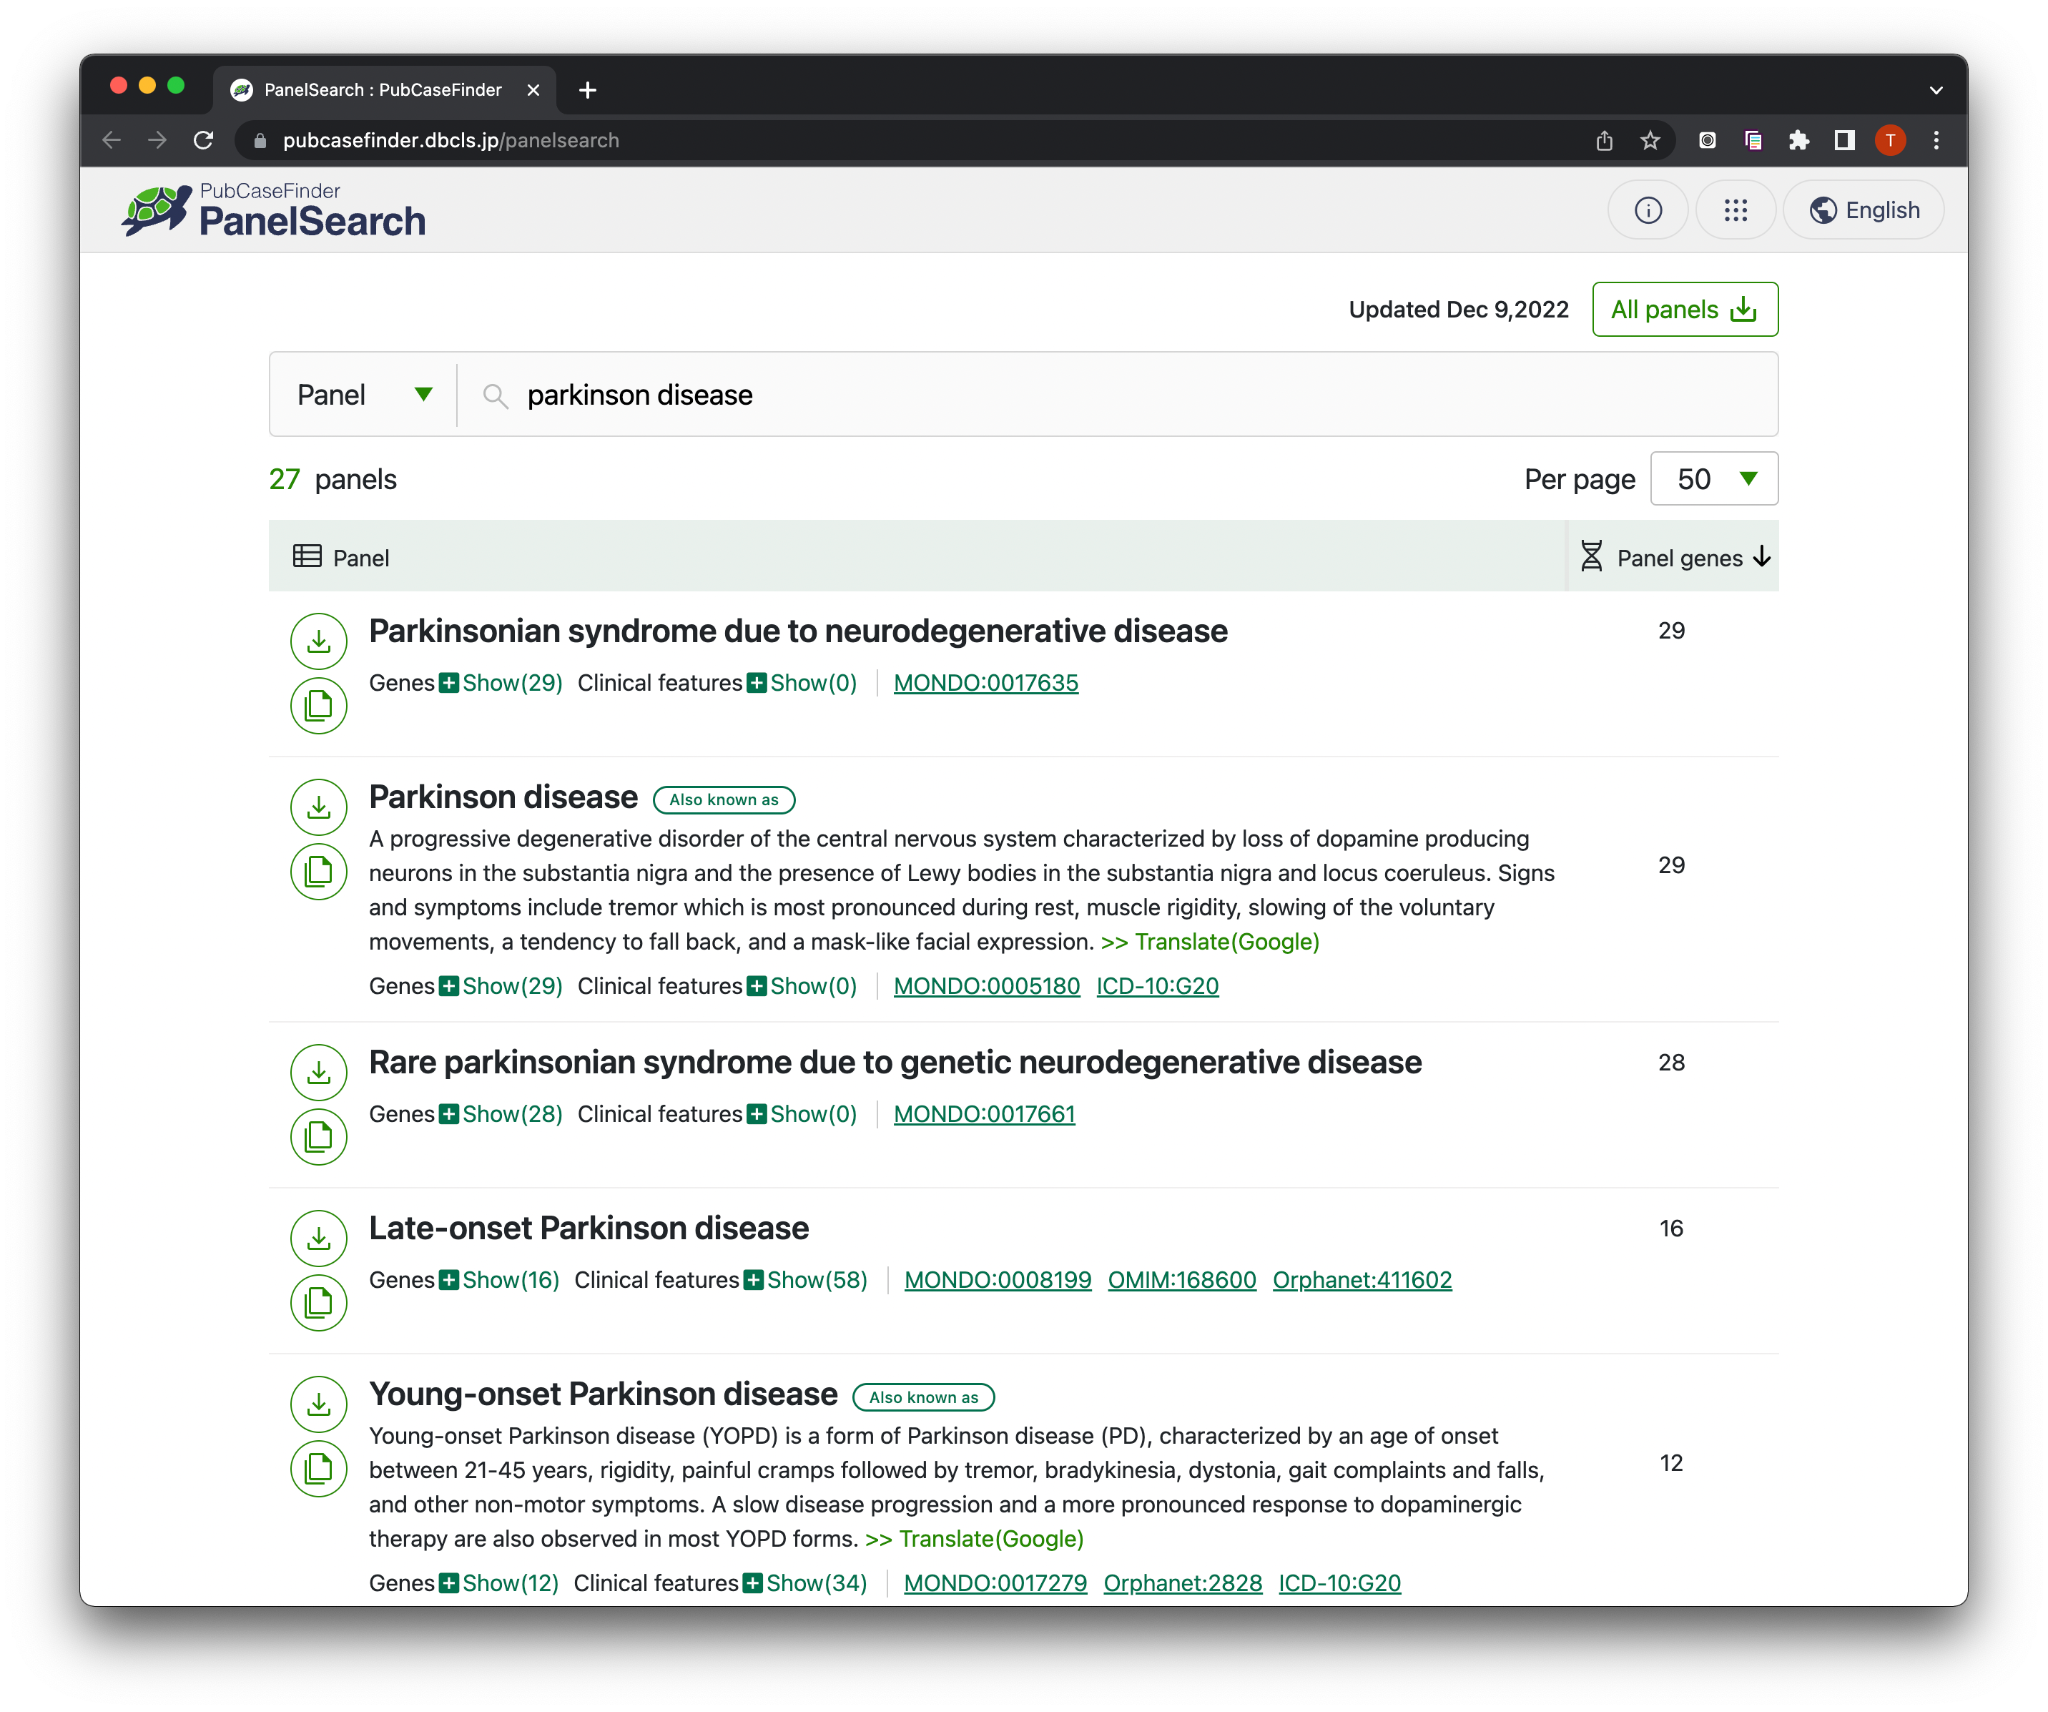 PanelSearch : PubCaseFinder
pubcasefinder.dbcls.jp/panelsearch
T
PubCaseFinder
PanelSearch
English
Updated Dec 9,2022
All panels
Panel
parkinson disease
27 panels
Per page 50
Panel
Panel genes
Parkinsonian syndrome due to neurodegenerative disease
29
Genes Show(29) Clinical features Show(0) MONDO:0017635
Parkinson disease Also known as
A progressive degenerative disorder of the central nervous system characterized by loss of dopamine producing
neurons in the substantia nigra and the presence of Lewy bodies in the substantia nigra and locus coeruleus. Signs
and symptoms include tremor which is most pronounced during rest, muscle rigidity, slowing of the voluntary
movements, a tendency to fall back, and a mask-like facial expression. >> Translate(Google)
29
Genes Show(29) Clinical features Show(0) MONDO:0005180 ICD-10:G20
Rare parkinsonian syndrome due to genetic neurodegenerative disease
28
Genes Show(28) Clinical features Show(0) MONDO:0017661
Late-onset Parkinson disease
16
Genes Show(16) Clinical features Show(58) MONDO:0008199 OMIM:168600 Orphanet:411602
Young-onset Parkinson disease Also known as
Young-onset Parkinson disease (YOPD) is a form of Parkinson disease (PD), characterized by an age of onset
between 21-45 years, rigidity, painful cramps followed by tremor, bradykinesia, dystonia, gait complaints and falls,
and other non-motor symptoms. A slow disease progression and a more pronounced response to dopaminergic
therapy are also observed in most YOPD forms. >> Translate(Google)
12
Genes Show(12) Clinical features Show(34) MONDO:0017279 Orphanet:2828 ICD-10:G20